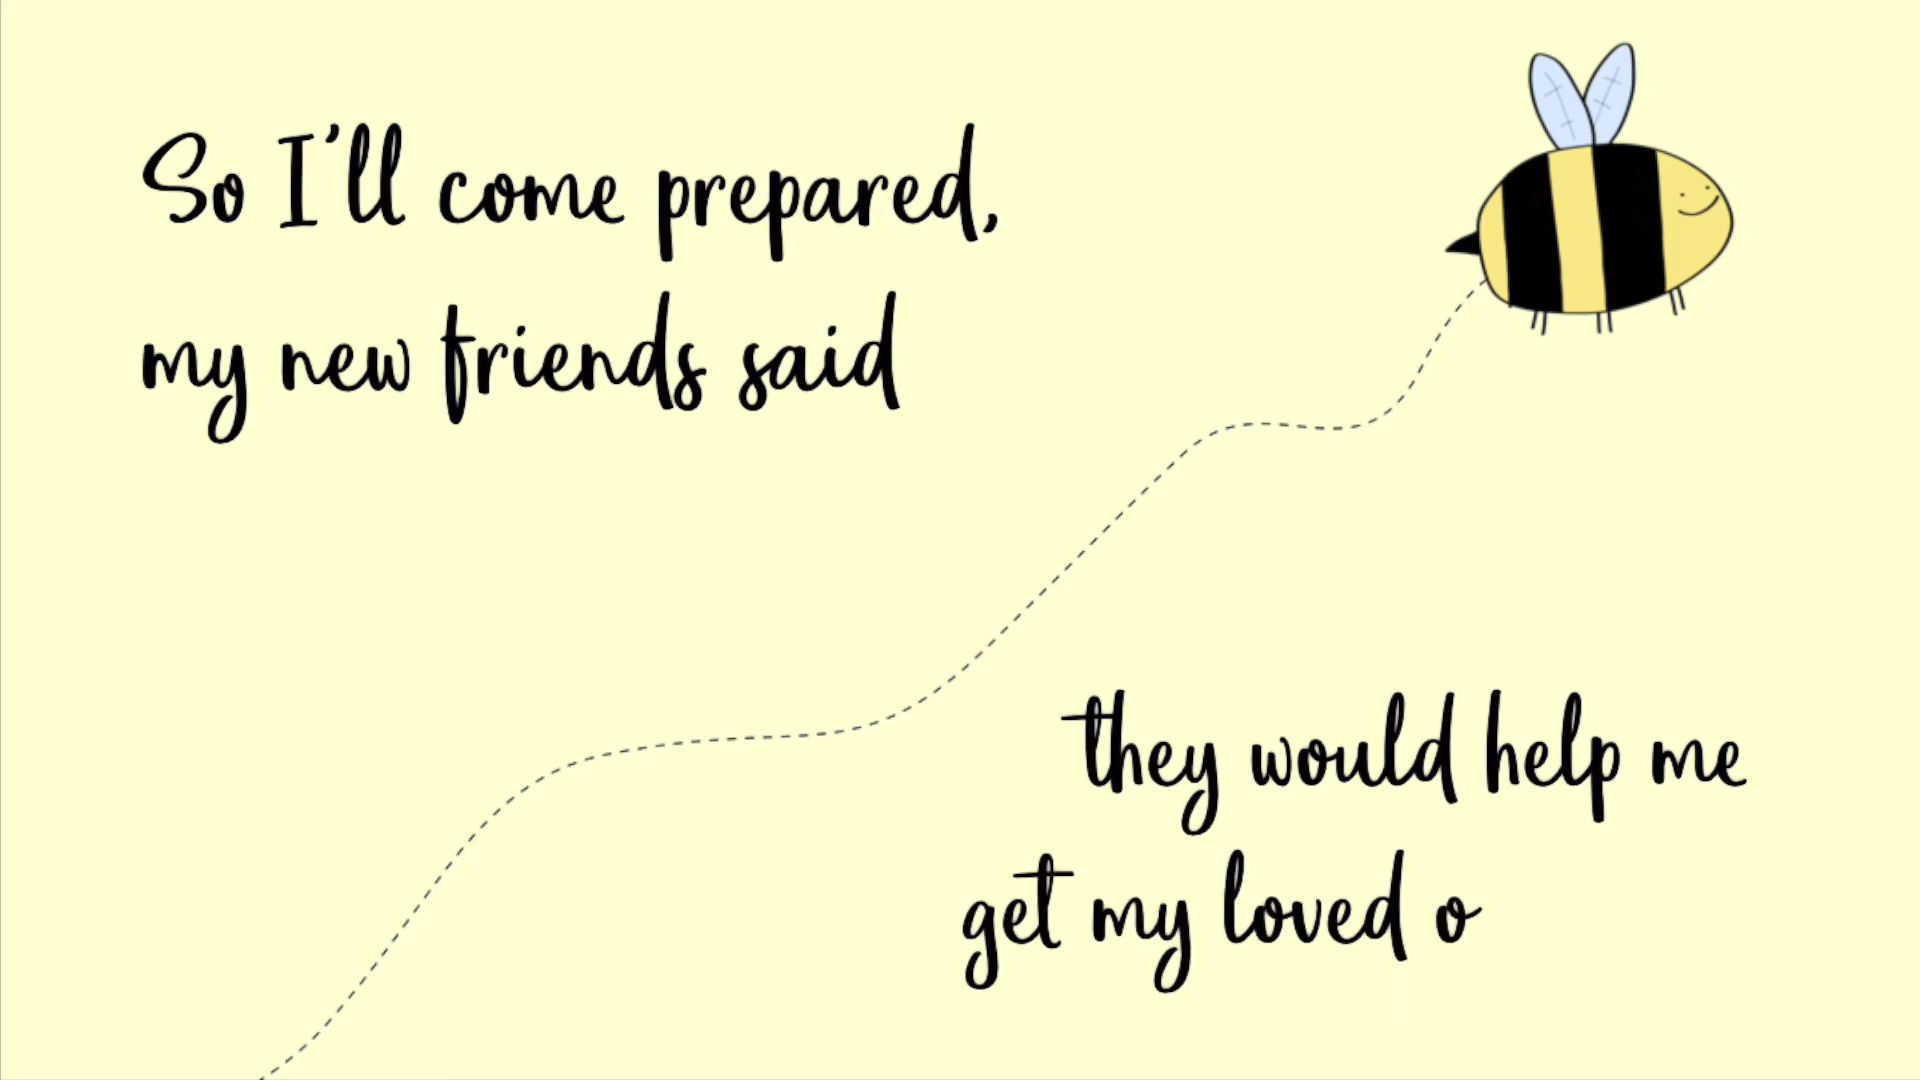 So I'll come prepared,
my new friends said
they would help me
get my loved o